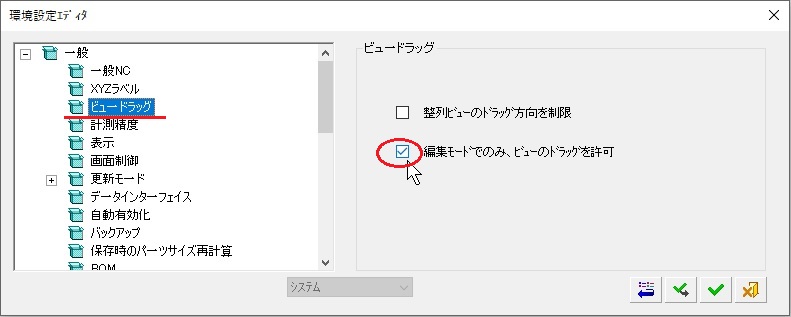 環境設定エディタ
一般
一般NC
XYZラベル
ビュードラッグ
計測精度
表示
画面制御
更新モード
データインターフェイス
自動有効化
バックアップ
保存時のパーツサイズ再計算
BOM
ビュードラッグ
整列ビューのドラッグ方向を制限
編集モードでのみ、ビューのドラッグを許可
システム